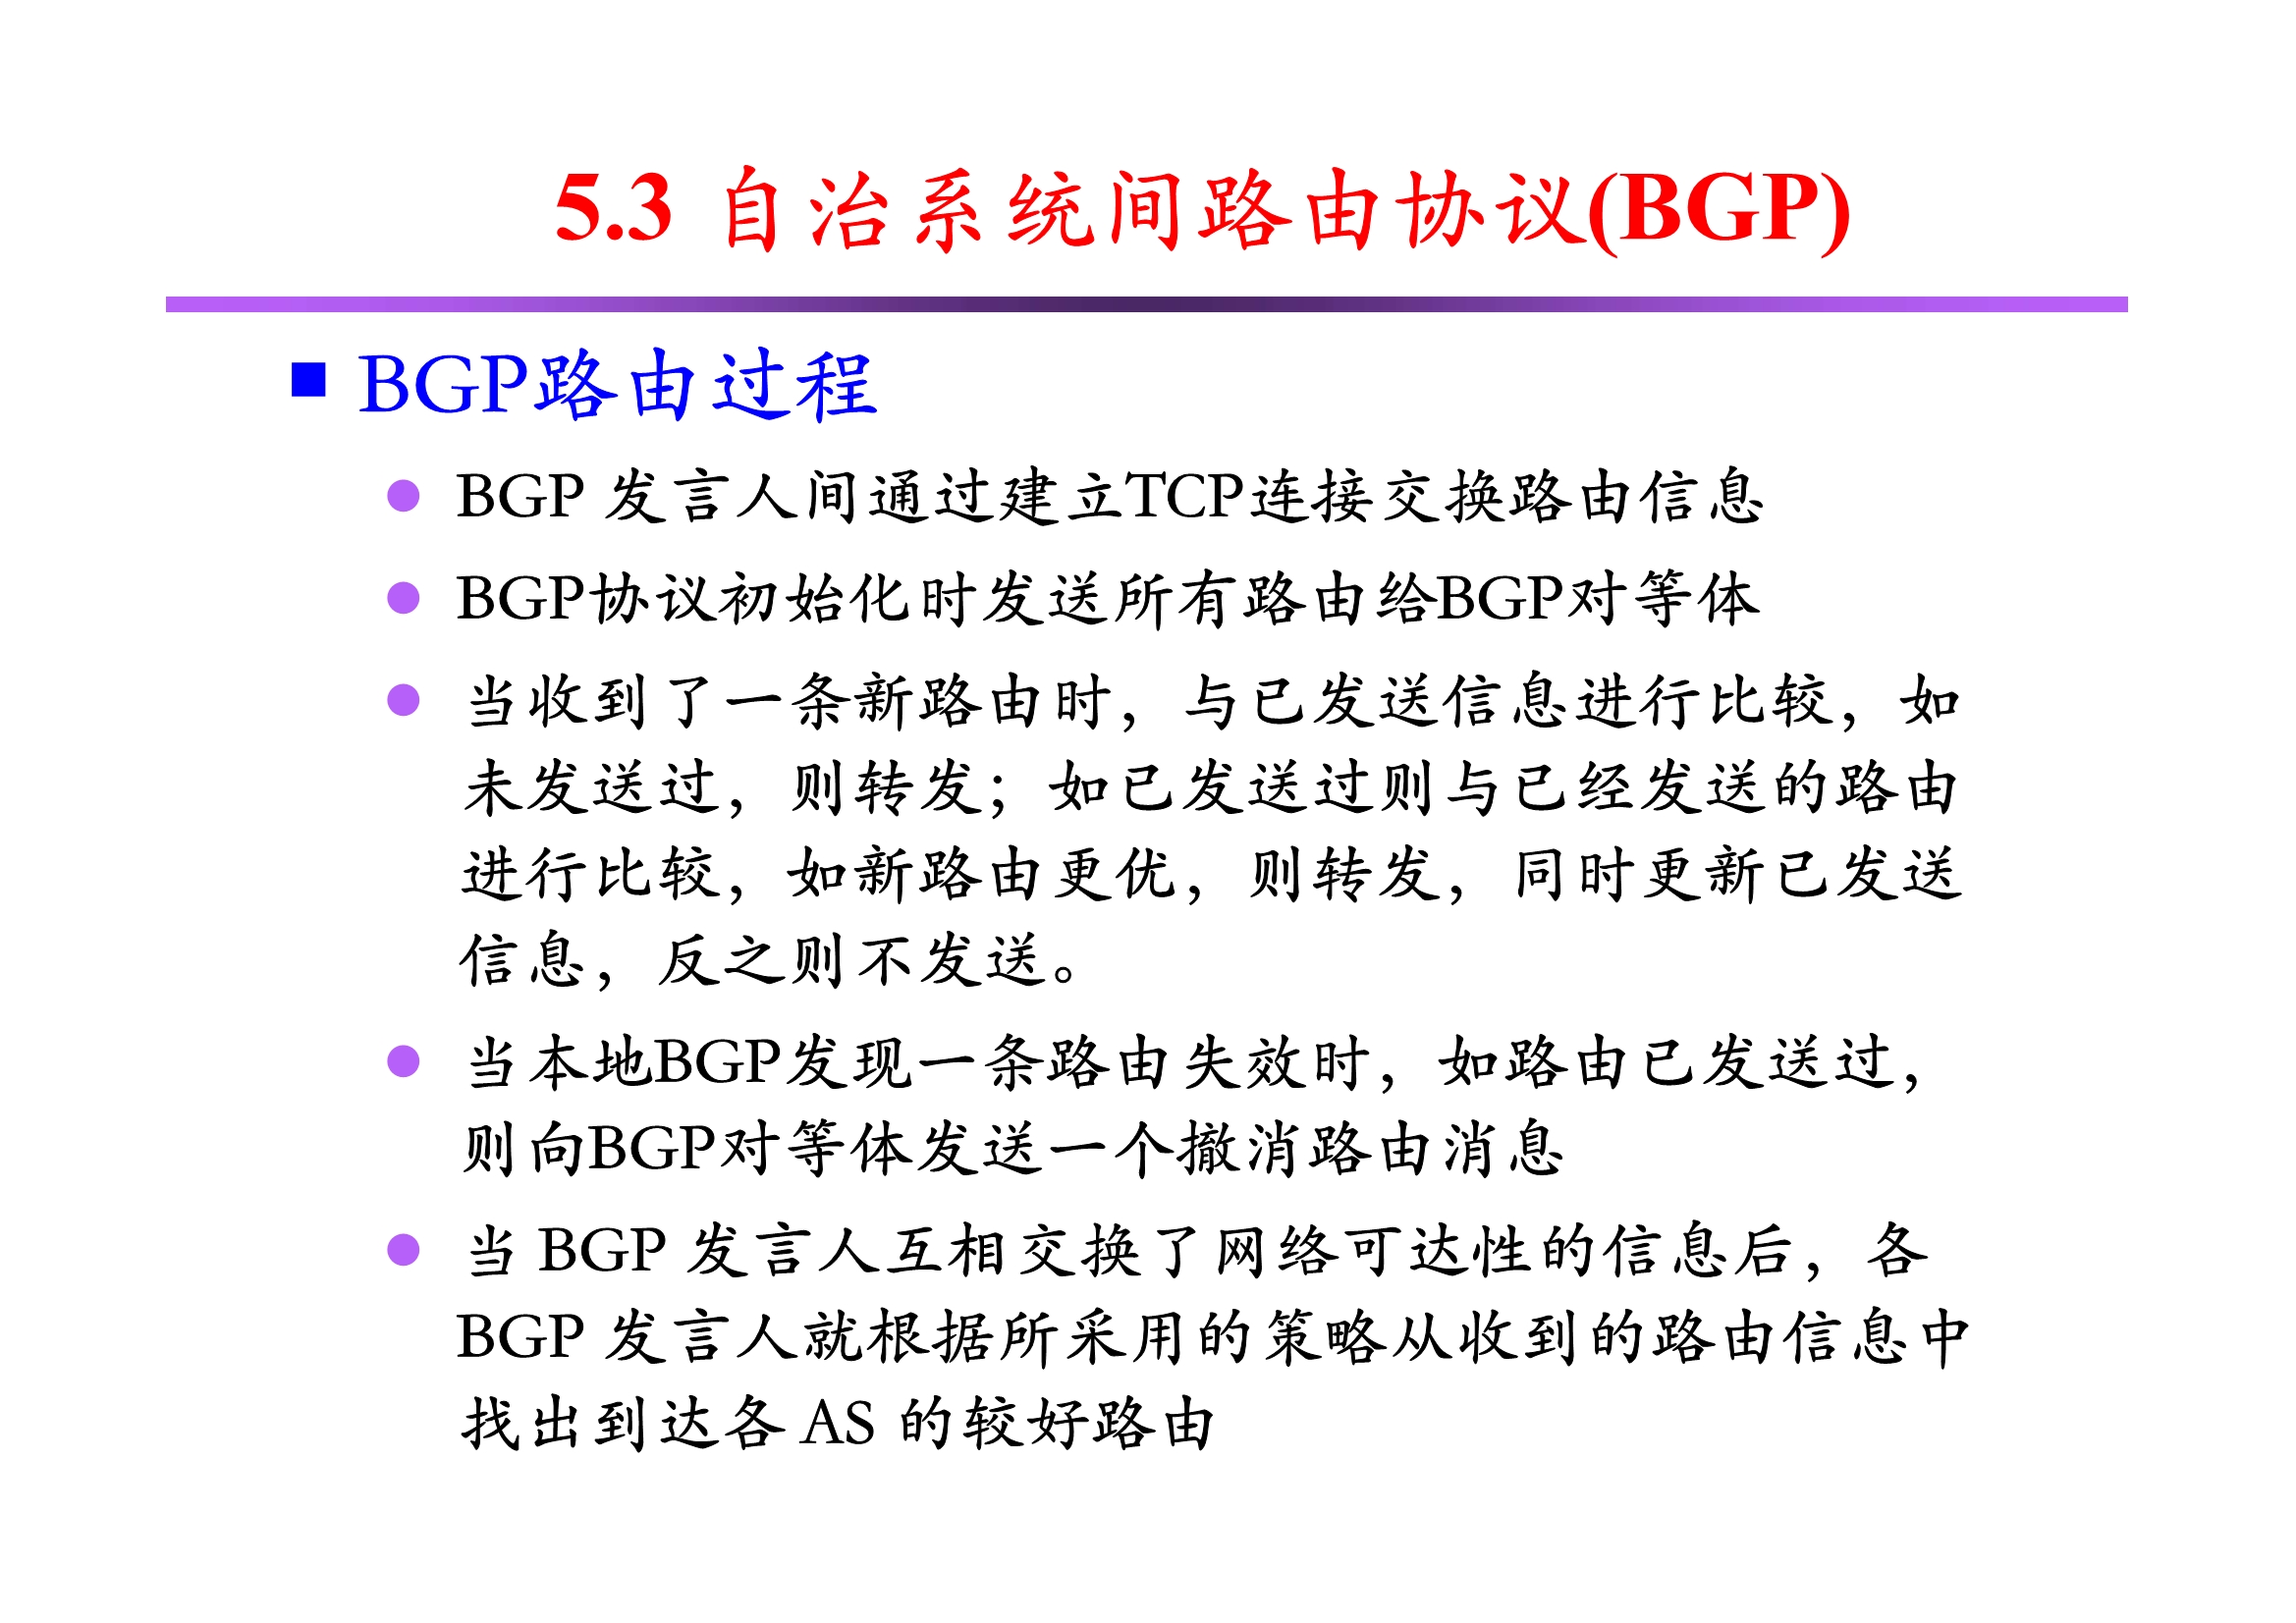 5.3 自治系统间路由协议(BGP)
BGP路由过程
BGP 发言人间通过建立TCP连接交换路由信息
BGP协议初始化时发送所有路由给BGP对等体
当收到了一条新路由时，与已发送信息进行比较，如
未发送过，则转发；如已发送过则与已经发送的路由
进行比较，如新路由更优，则转发，同时更新已发送
信息，反之则不发送。
当本地BGP发现一条路由失效时，如路由已发送过，
则向BGP对等体发送一个撤消路由消息
当 BGP 发言人互相交换了网络可达性的信息后，各
BGP 发言人就根据所采用的策略从收到的路由信息中
找出到达各 AS 的较好路由